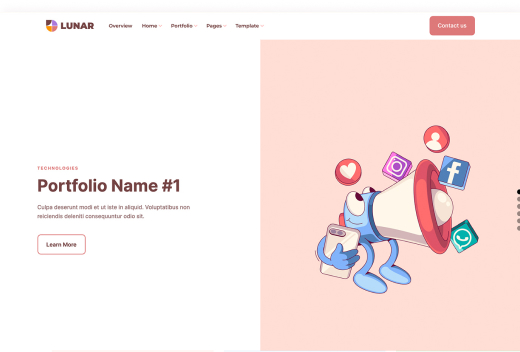 LUNAR Overview Home Portfolio Pages Template Contact us
TECHNOLOGIES
Portfolio Name #1
Culpa deserunt modi et ut iste in aliquid. Voluptatibus non
reiciendis deleniti consequuntur odio sit.
Learn More